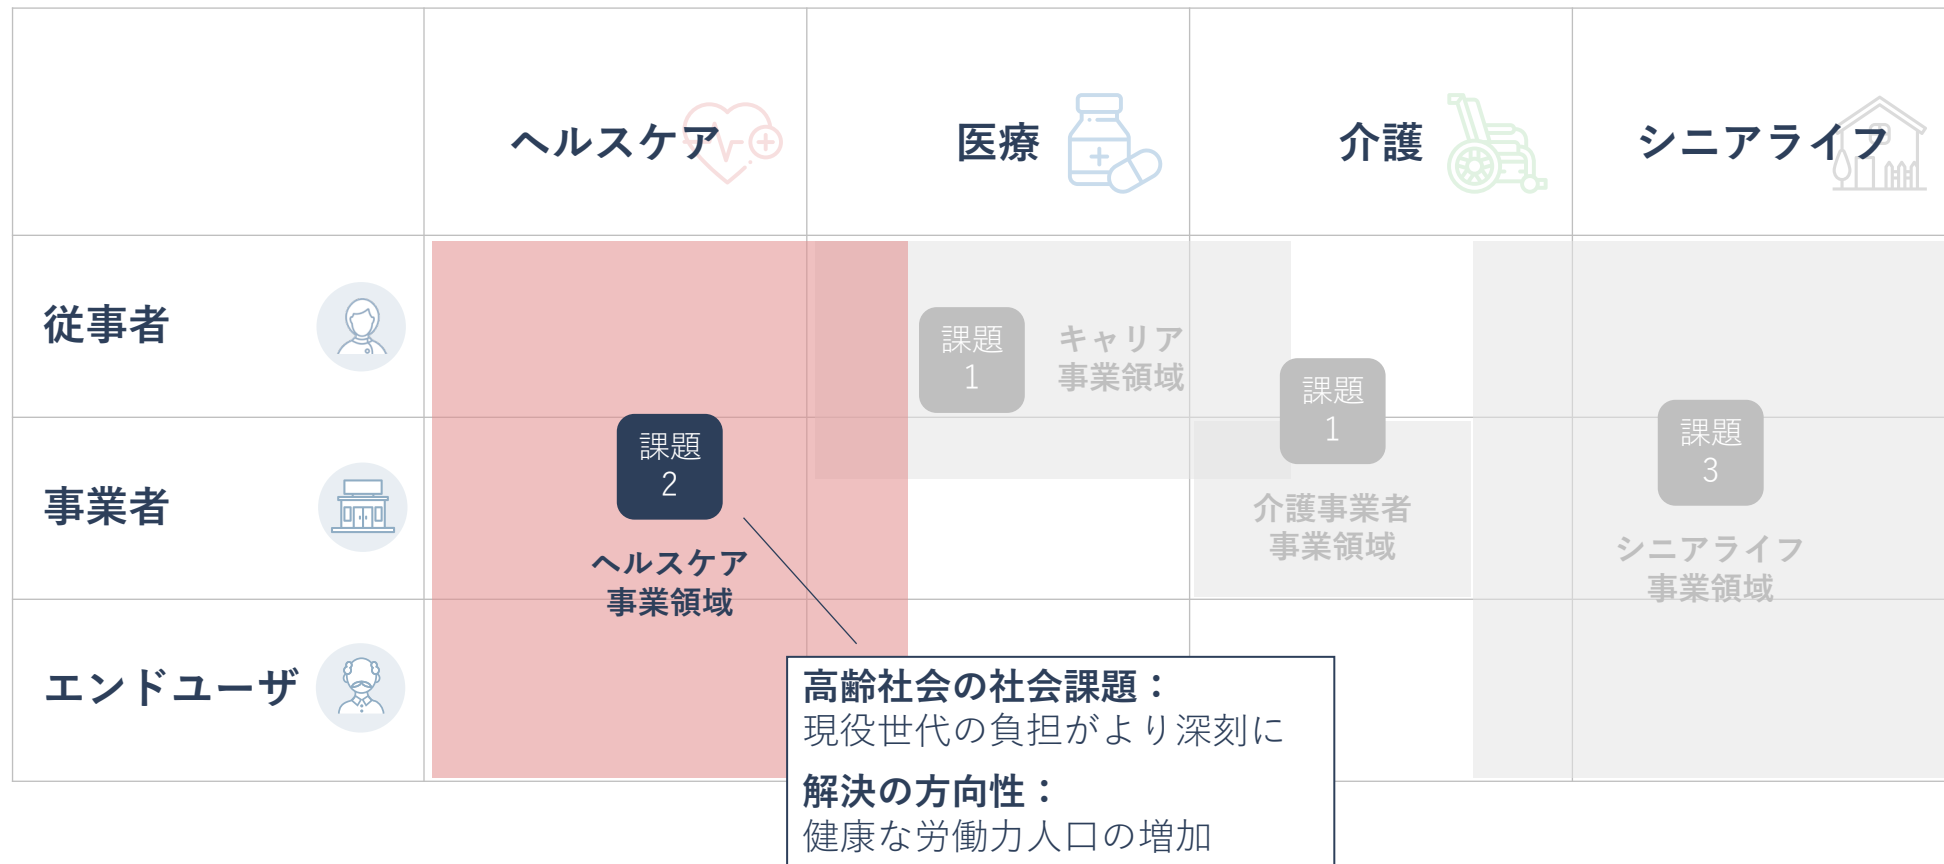 ヘルスケア
医療
介護
シニアライフ
従事者
事業者
エンドユーザ
課題
2
ヘルスケア
事業領域
課題
1
キャリア
事業領域
課題
1
介護事業者
事業領域
課題
3
シニアライフ
事業領域
高齢社会の社会課題：
現役世代の負担がより深刻に
解決の方向性：
健康な労働力人口の増加